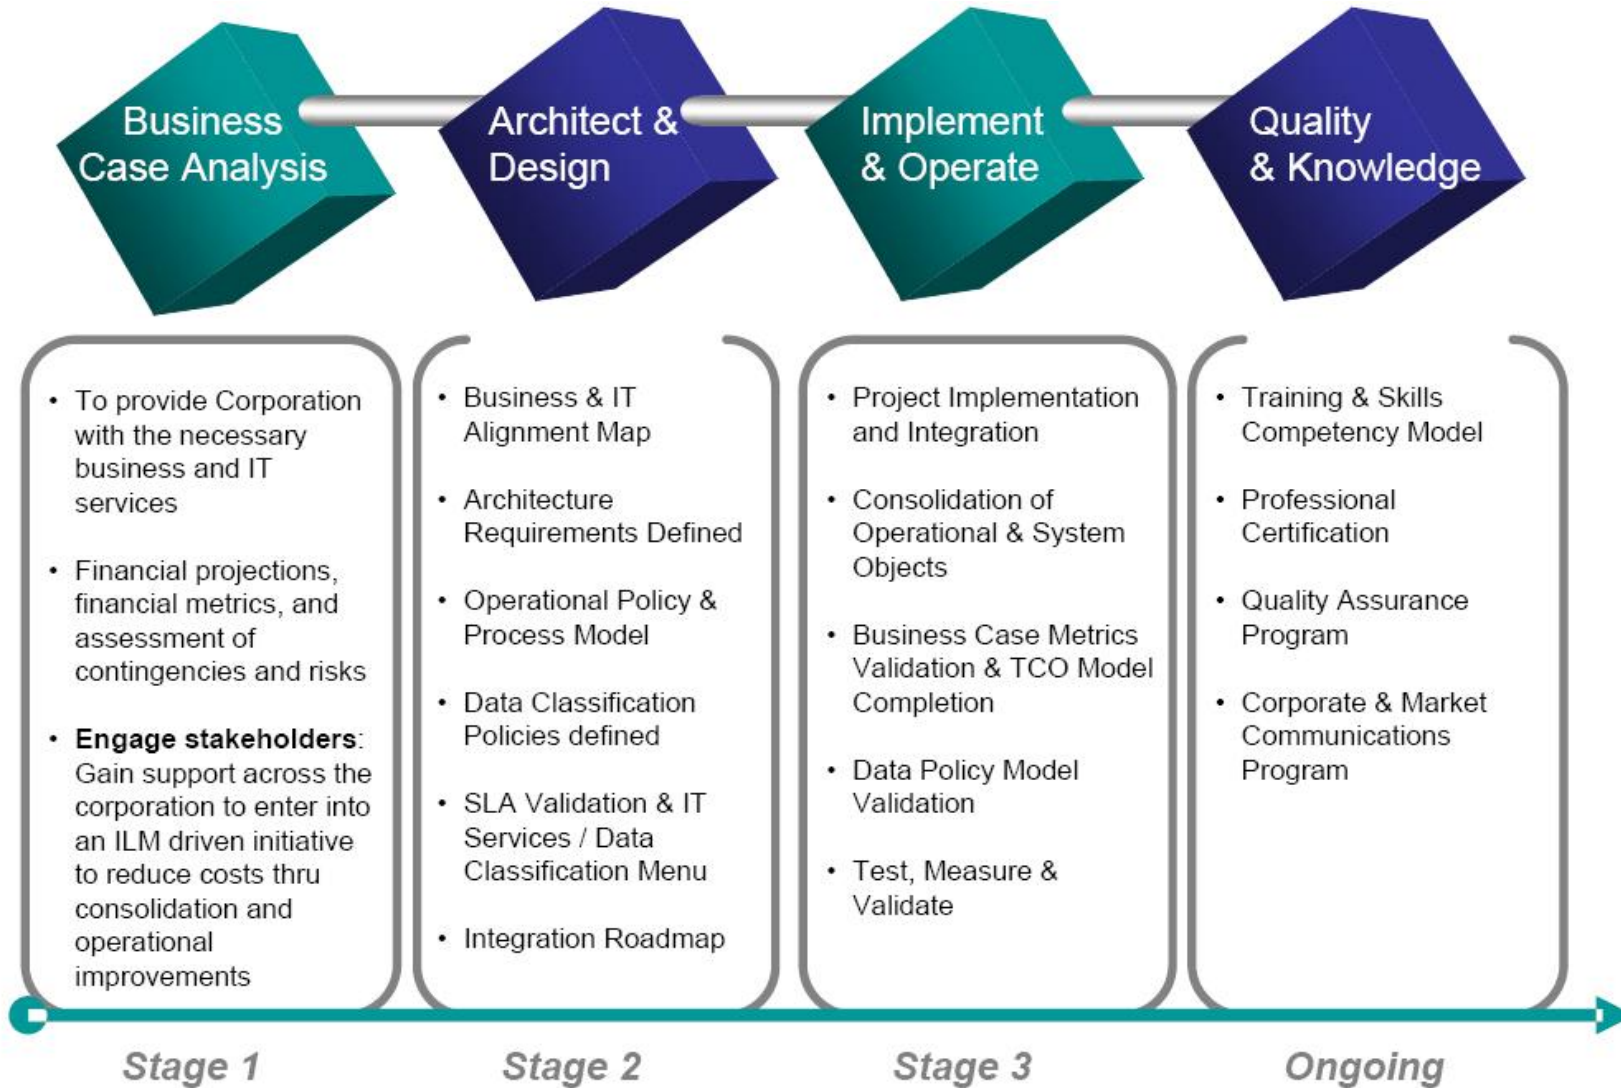 Business
Case Analysis
Architect &
Design
Implement
& Operate
Quality
& Knowledge
• To provide Corporation
with the necessary
business and IT
services
• Financial projections,
financial metrics, and
assessment of
contingencies and risks
• Engage stakeholders:
Gain support across the
corporation to enter into
an ILM driven initiative
to reduce costs thru
consolidation and
operational
improvements
• Business & IT
Alignment Map
• Architecture
Requirements Defined
• Operational Policy &
Process Model
• Data Classification
Policies defined
• SLA Validation & IT
Services / Data
Classification Menu
• Integration Roadmap
• Project Implementation
and Integration
• Consolidation of
Operational & System
Objects
• Business Case Metrics
Validation & TCO Model
Completion
• Data Policy Model
Validation
• Test, Measure &
Validate
• Training & Skills
Competency Model
• Professional
Certification
• Quality Assurance
Program
• Corporate & Market
Communications
Program
Stage 1
Stage 2
Stage 3
Ongoing